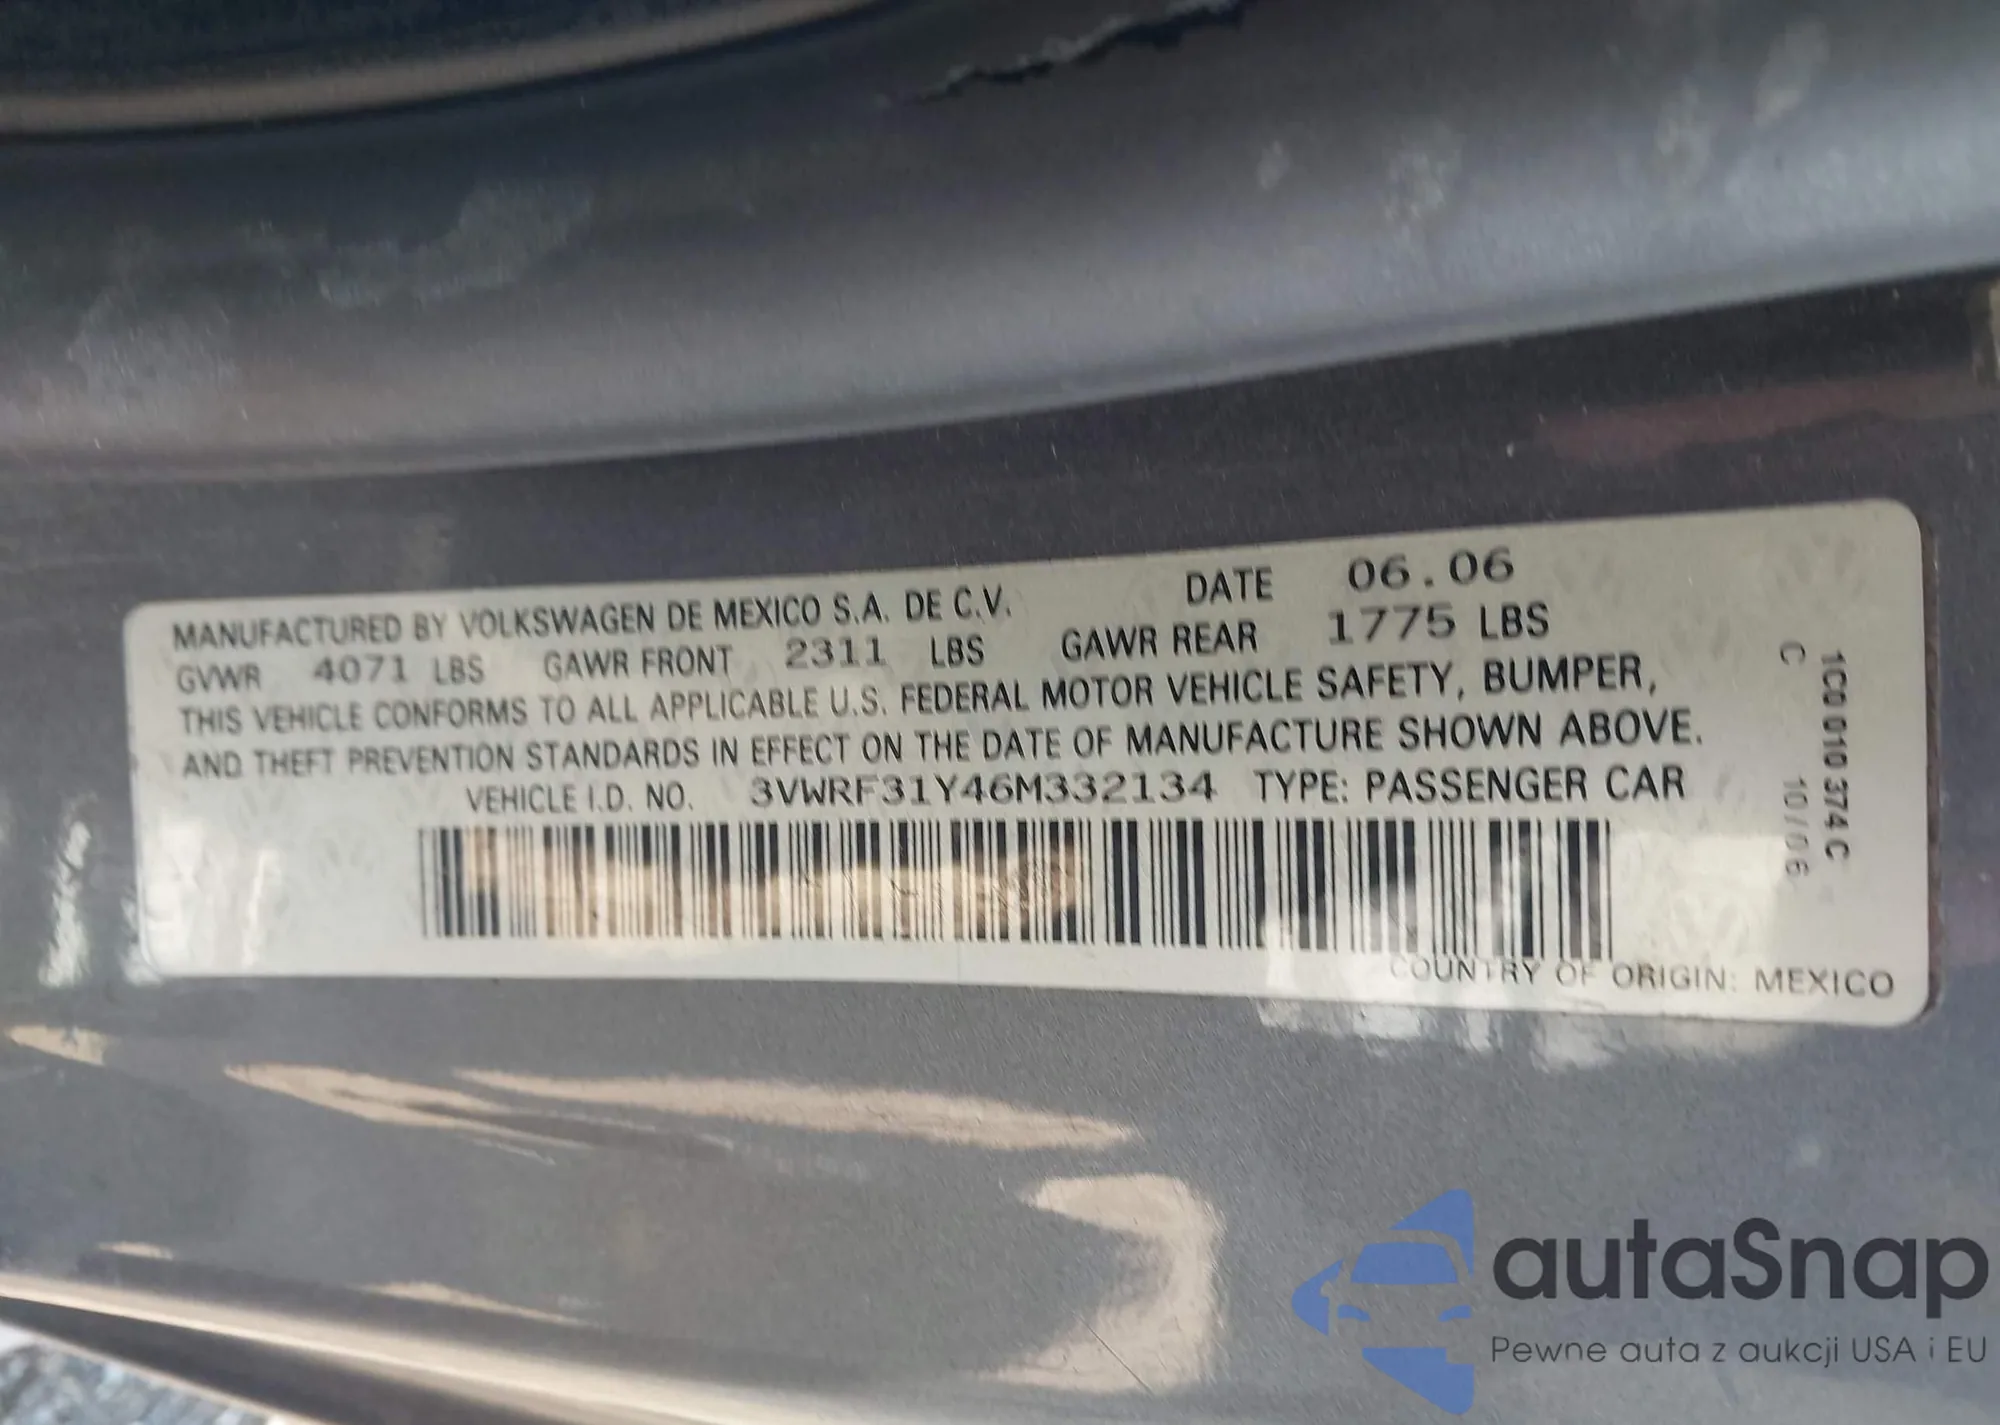 MANUFACTURED BY VOLKSWAGEN DE MEXICO S.A. DE C.V. DATE 06.06
GVWR 4071 LBS GAWR FRONT 2311 LBS GAWR REAR 1775 LBS
THIS VEHICLE CONFORMS TO ALL APPLICABLE U.S. FEDERAL MOTOR VEHICLE SAFETY, BUMPER,
AND THEFT PREVENTION STANDARDS IN EFFECT ON THE DATE OF MANUFACTURE SHOWN ABOVE.
VEHICLE I.D. NO. 3VWRF31Y46M332134 TYPE: PASSENGER CAR
COUNTRY OF ORIGIN: MEXICO
1C0 010 374 C
C 10/06
autaSnap
Pewne auta z aukcji USA i EU